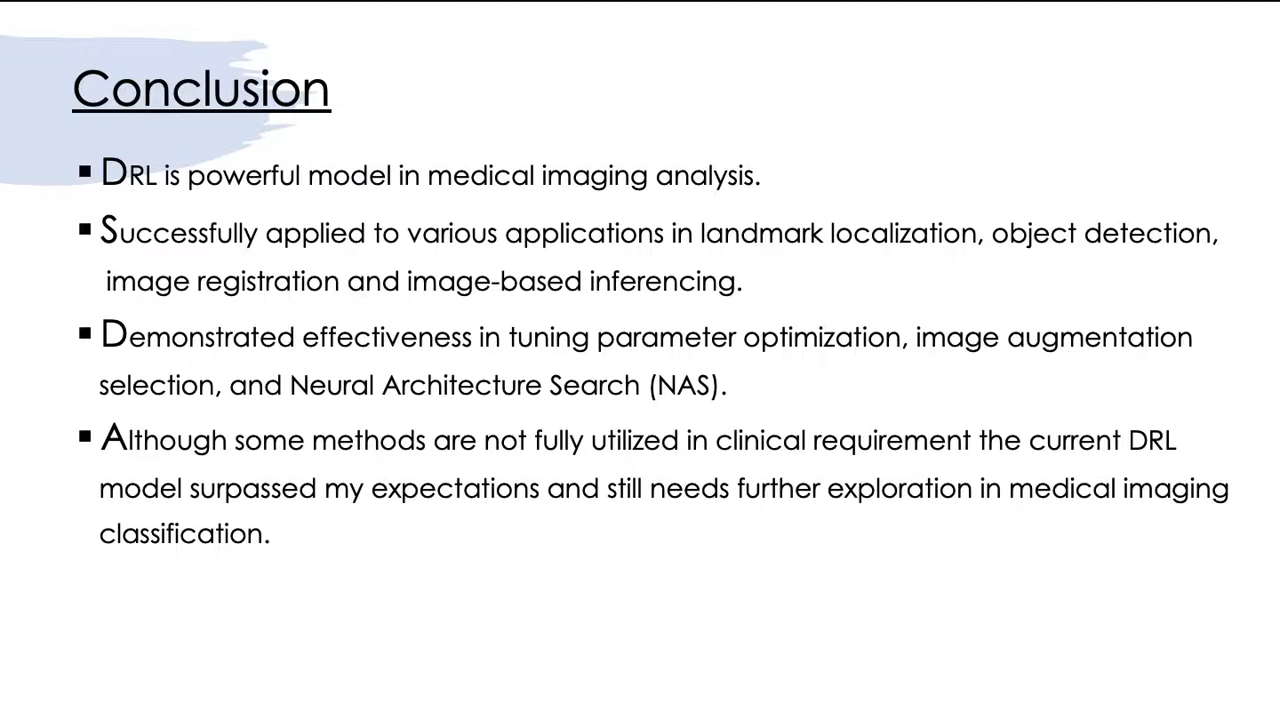 Conclusion
▪ DRL is powerful model in medical imaging analysis.
▪ Successfully applied to various applications in landmark localization, object detection,
image registration and image-based inferencing.
▪ Demonstrated effectiveness in tuning parameter optimization, image augmentation
selection, and Neural Architecture Search (NAS).
▪ Although some methods are not fully utilized in clinical requirement the current DRL
model surpassed my expectations and still needs further exploration in medical imaging
classification.